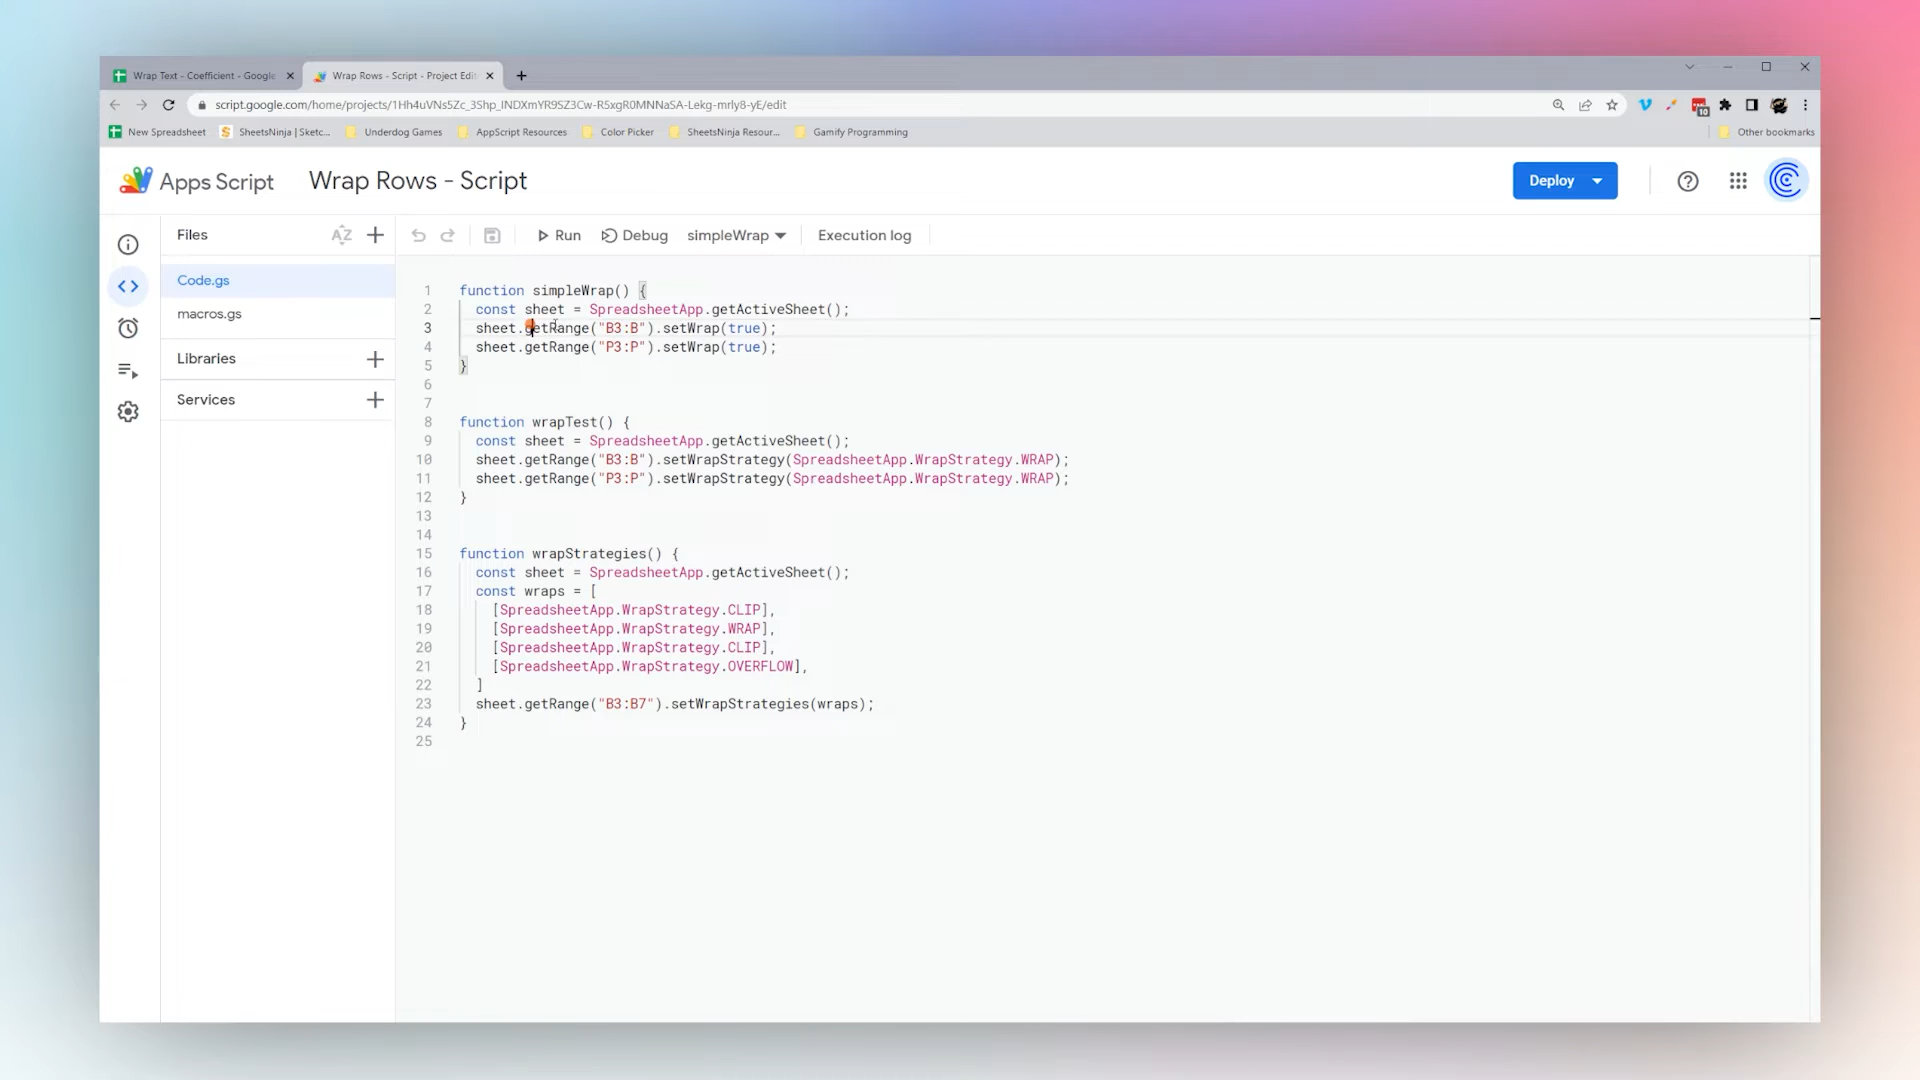 Wrap Text - Coefficient - Google
Wrap Rows - Script - Project Edit
script.google.com/home/projects/1Hh4uVNs5Zc_3Shp_INDXmYR9SZ3Cw-R5xgR0MNNaSA-Lekg-mrly8-yE/edit
10
New Spreadsheet
SheetsNinja | Sketc...
Underdog Games
AppScript Resources
Color Picker
SheetsNinja Resour...
Gamify Programming
Other bookmarks
Apps Script
Wrap Rows - Script
Deploy
Files
AZ
Run
Debug
simpleWrap
Execution log
Code.gs
macros.gs
Libraries
Services
1 function simpleWrap() {
2 const sheet = SpreadsheetApp.getActiveSheet();
3 sheet.getRange("B3:B").setWrap(true);
4 sheet.getRange("P3:P").setWrap(true);
5 }
6
7
8 function wrapTest() {
9 const sheet = SpreadsheetApp.getActiveSheet();
10 sheet.getRange("B3:B").setWrapStrategy(SpreadsheetApp.WrapStrategy.WRAP);
11 sheet.getRange("P3:P").setWrapStrategy(SpreadsheetApp.WrapStrategy.WRAP);
12 }
13
14
15 function wrapStrategies() {
16 const sheet = SpreadsheetApp.getActiveSheet();
17 const wraps = [
18 [SpreadsheetApp.WrapStrategy.CLIP],
19 [SpreadsheetApp.WrapStrategy.WRAP],
20 [SpreadsheetApp.WrapStrategy.CLIP],
21 [SpreadsheetApp.WrapStrategy.OVERFLOW],
22 ]
23 sheet.getRange("B3:B7").setWrapStrategies(wraps);
24 }
25